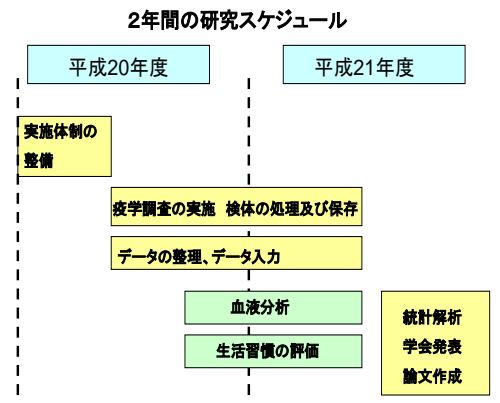 2年間の研究スケジュール
平成20年度
平成21年度
実施体制の
整備
疫学調査の実施 検体の処理及び保存
データの整理、データ入力
血液分析
生活習慣の評価
統計解析
学会発表
論文作成